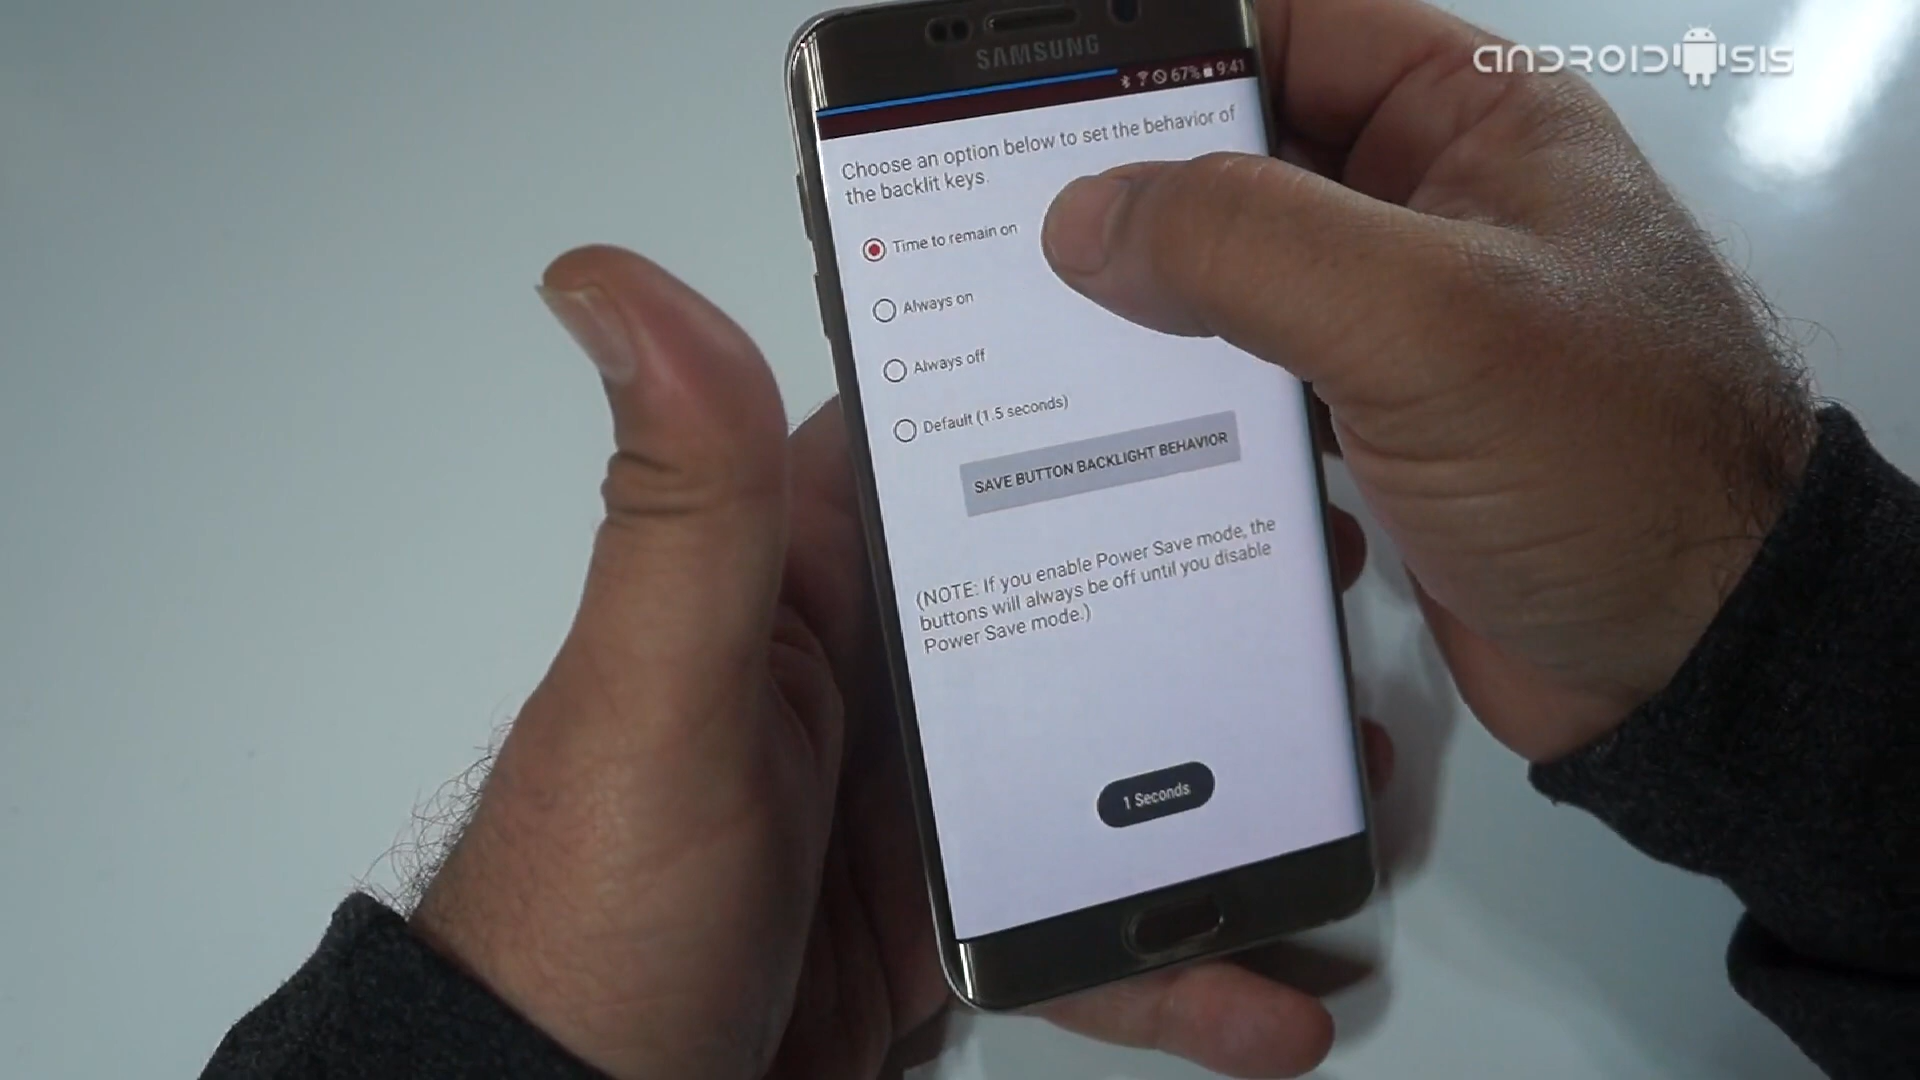 ANDROIDSIS
SAMSUNG
67% 9:41
Choose an option below to set the behavior of
the backlit keys.
Time to remain on
Always on
Always off
Default (1.5 seconds)
SAVE BUTTON BACKLIGHT BEHAVIOR
(NOTE: If you enable Power Save mode, the
buttons will always be off until you disable
Power Save mode.)
1 Seconds